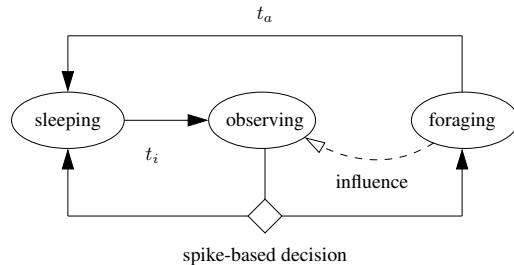 t_a
sleeping
observing
foraging
t_i
influence
spike-based decision